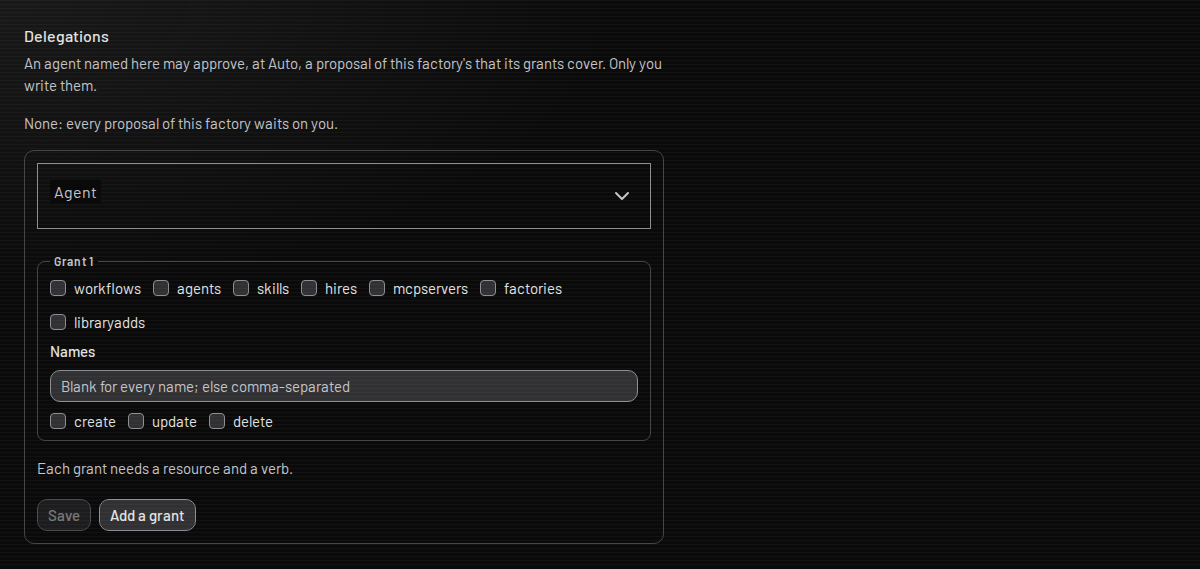 Delegations
An agent named here may approve, at Auto, a proposal of this factory's that its grants cover. Only you
write them.
None: every proposal of this factory waits on you.
Agent
Grant 1
workflows agents skills hires mcpservers factories
libraryadds
Names
Blank for every name; else comma-separated
create update delete
Each grant needs a resource and a verb.
Save Add a grant